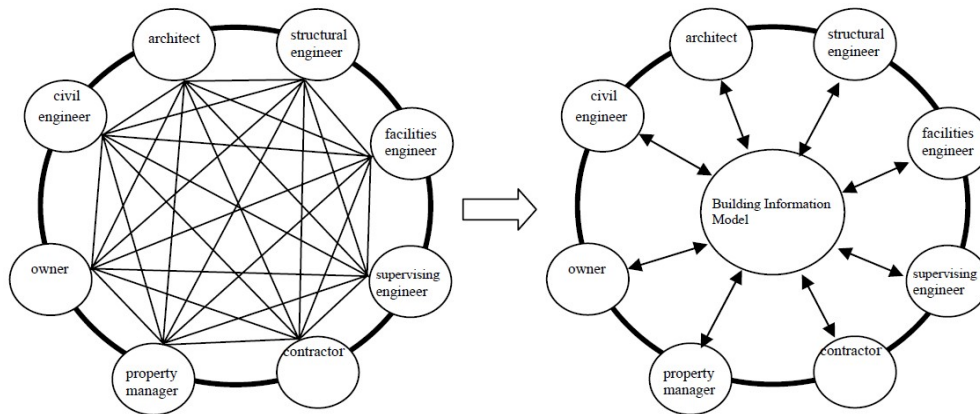 architect
structural
engineer
civil
engineer
facilities
engineer
owner
supervising
engineer
property
manager
contractor
architect
structural
engineer
civil
engineer
facilities
engineer
Building Information
Model
owner
supervising
engineer
property
manager
contractor